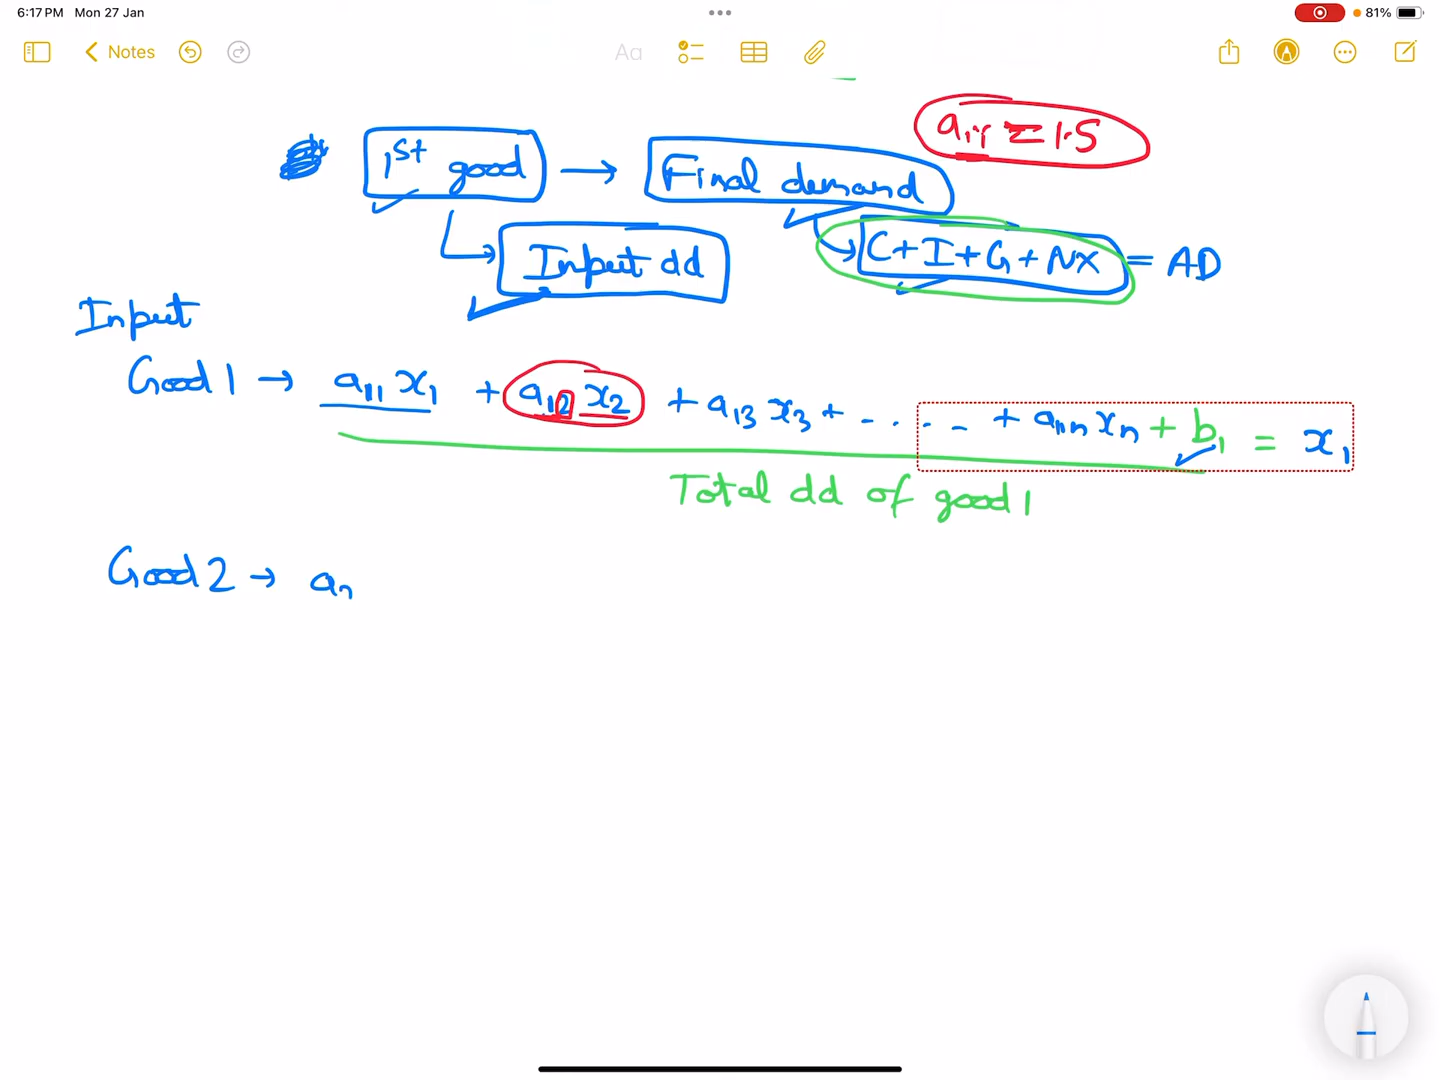 6:17 PM Mon 27 Jan 81%
Notes Aa
a₁₁ = 1.5
1st good → Final demand
Input dd C+I+G+NX = AD
Input
Good 1 → a₁₁ x₁ + a₁₂ x₂ + a₁₃ x₃ + ..... + a₁ₙ xₙ + b₁ = x₁
Total dd of good 1
Good 2 → a₂